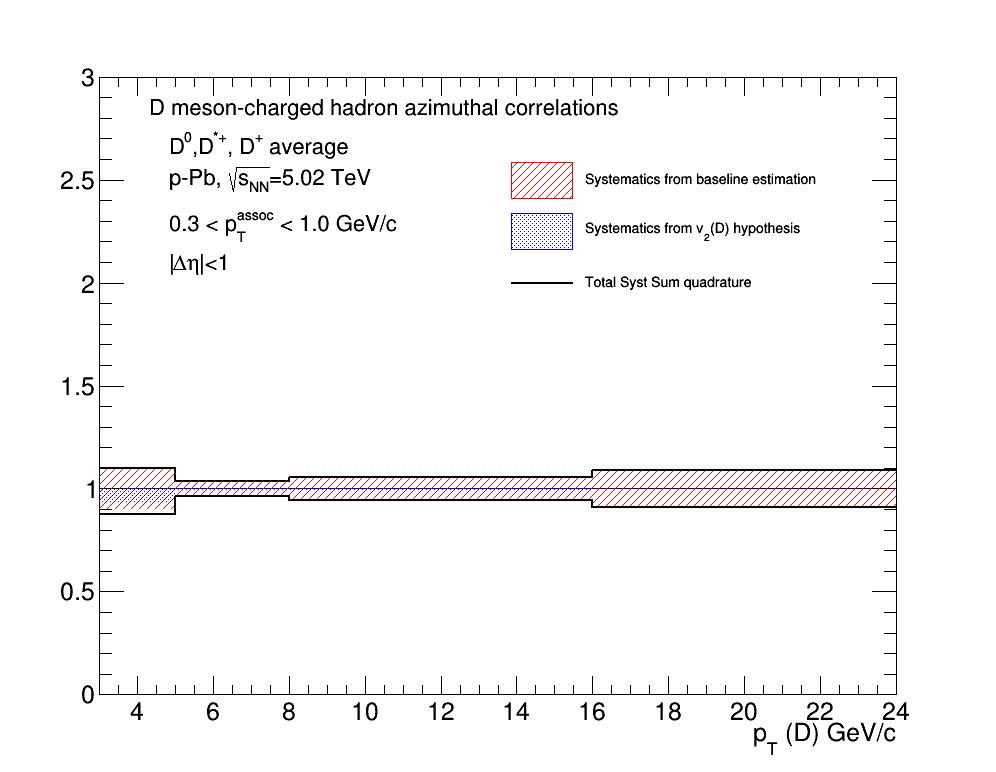 D meson-charged hadron azimuthal correlations
D⁰,D*⁺, D⁺ average
p-Pb, √s_NN=5.02 TeV
0.3 < p_T^assoc < 1.0 GeV/c
|Δη|<1
Systematics from baseline estimation
Systematics from v₂(D) hypothesis
Total Syst Sum quadrature
3
2.5
2
1.5
1
0.5
0
4 6 8 10 12 14 16 18 20 22 24
p_T (D) GeV/c